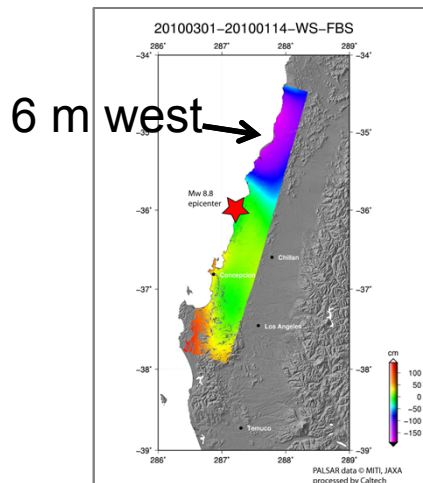 20100301-20100114-WS-FBS
286° 287° 288° 289°
-34° -34°
6 m west
-35° -35°
Mw 8.8
epicenter
-36° -36°
Chillan
Concepcion
-37° -37°
Los Angeles
cm
100
50
0
-50
-100
-150
-38° -38°
Temuco
-39° -39°
286° 287° 288° 289°
PALSAR data © MITI, JAXA
processed by Caltech